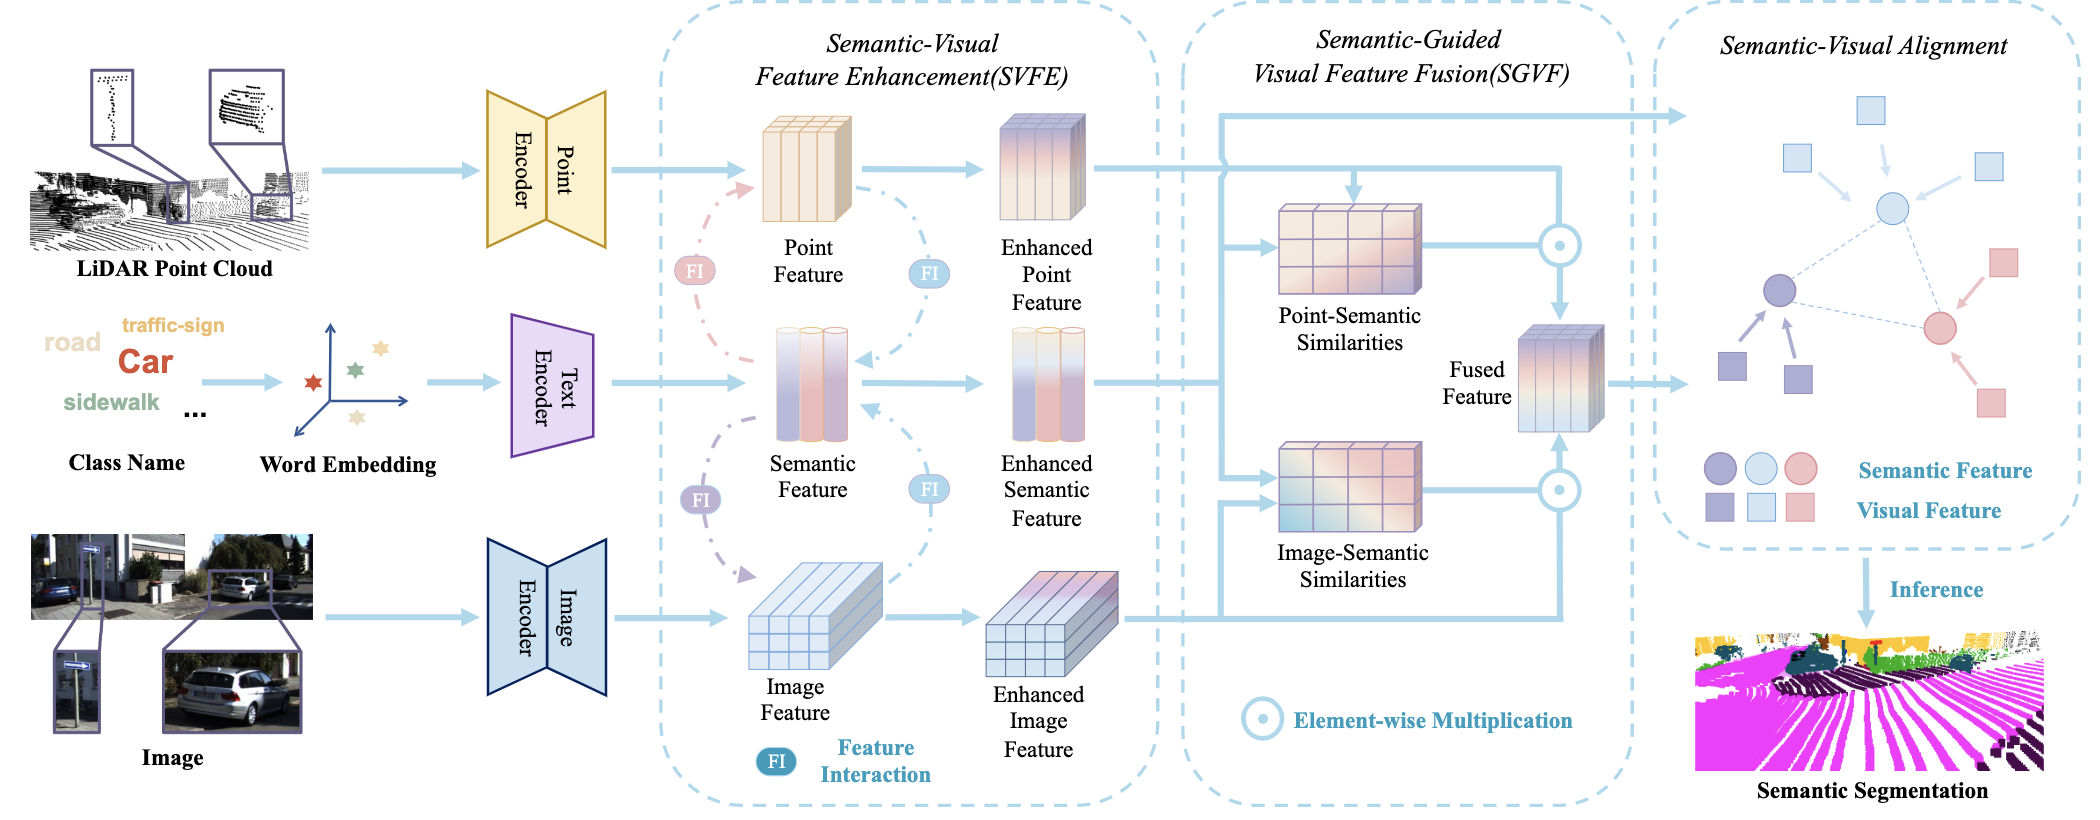 Semantic-Visual
Feature Enhancement(SVFE)
Semantic-Guided
Visual Feature Fusion(SGVF)
Semantic-Visual Alignment
LiDAR Point Cloud
Point
Encoder
Point
Feature
Enhanced
Point
Feature
FI
FI
Point-Semantic
Similarities
road
traffic-sign
Car
sidewalk
...
Class Name
Word Embedding
Text
Encoder
Semantic
Feature
Enhanced
Semantic
Feature
FI
FI
Fused
Feature
Image-Semantic
Similarities
Semantic Feature
Visual Feature
Image
Image
Encoder
Image
Feature
Enhanced
Image
Feature
FI
Feature
Interaction
Element-wise Multiplication
Inference
Semantic Segmentation